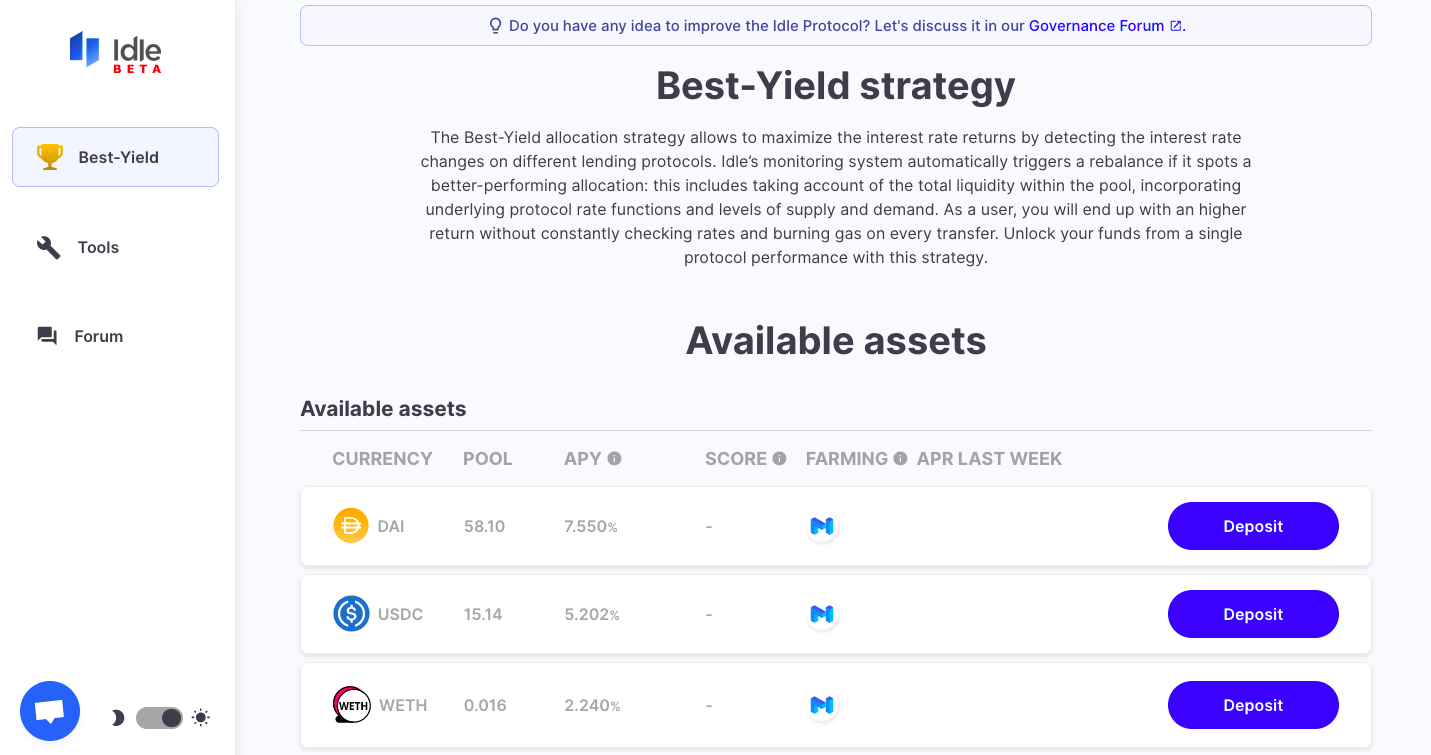 Idle
BETA
Best-Yield
Tools
Forum
Do you have any idea to improve the Idle Protocol? Let's discuss it in our Governance Forum.
Best-Yield strategy
The Best-Yield allocation strategy allows to maximize the interest rate returns by detecting the interest rate
changes on different lending protocols. Idle’s monitoring system automatically triggers a rebalance if it spots a
better-performing allocation: this includes taking account of the total liquidity within the pool, incorporating
underlying protocol rate functions and levels of supply and demand. As a user, you will end up with an higher
return without constantly checking rates and burning gas on every transfer. Unlock your funds from a single
protocol performance with this strategy.
Available assets
Available assets
CURRENCY POOL APY SCORE FARMING APR LAST WEEK
DAI 58.10 7.550% - Deposit
USDC 15.14 5.202% - Deposit
WETH WETH 0.016 2.240% - Deposit